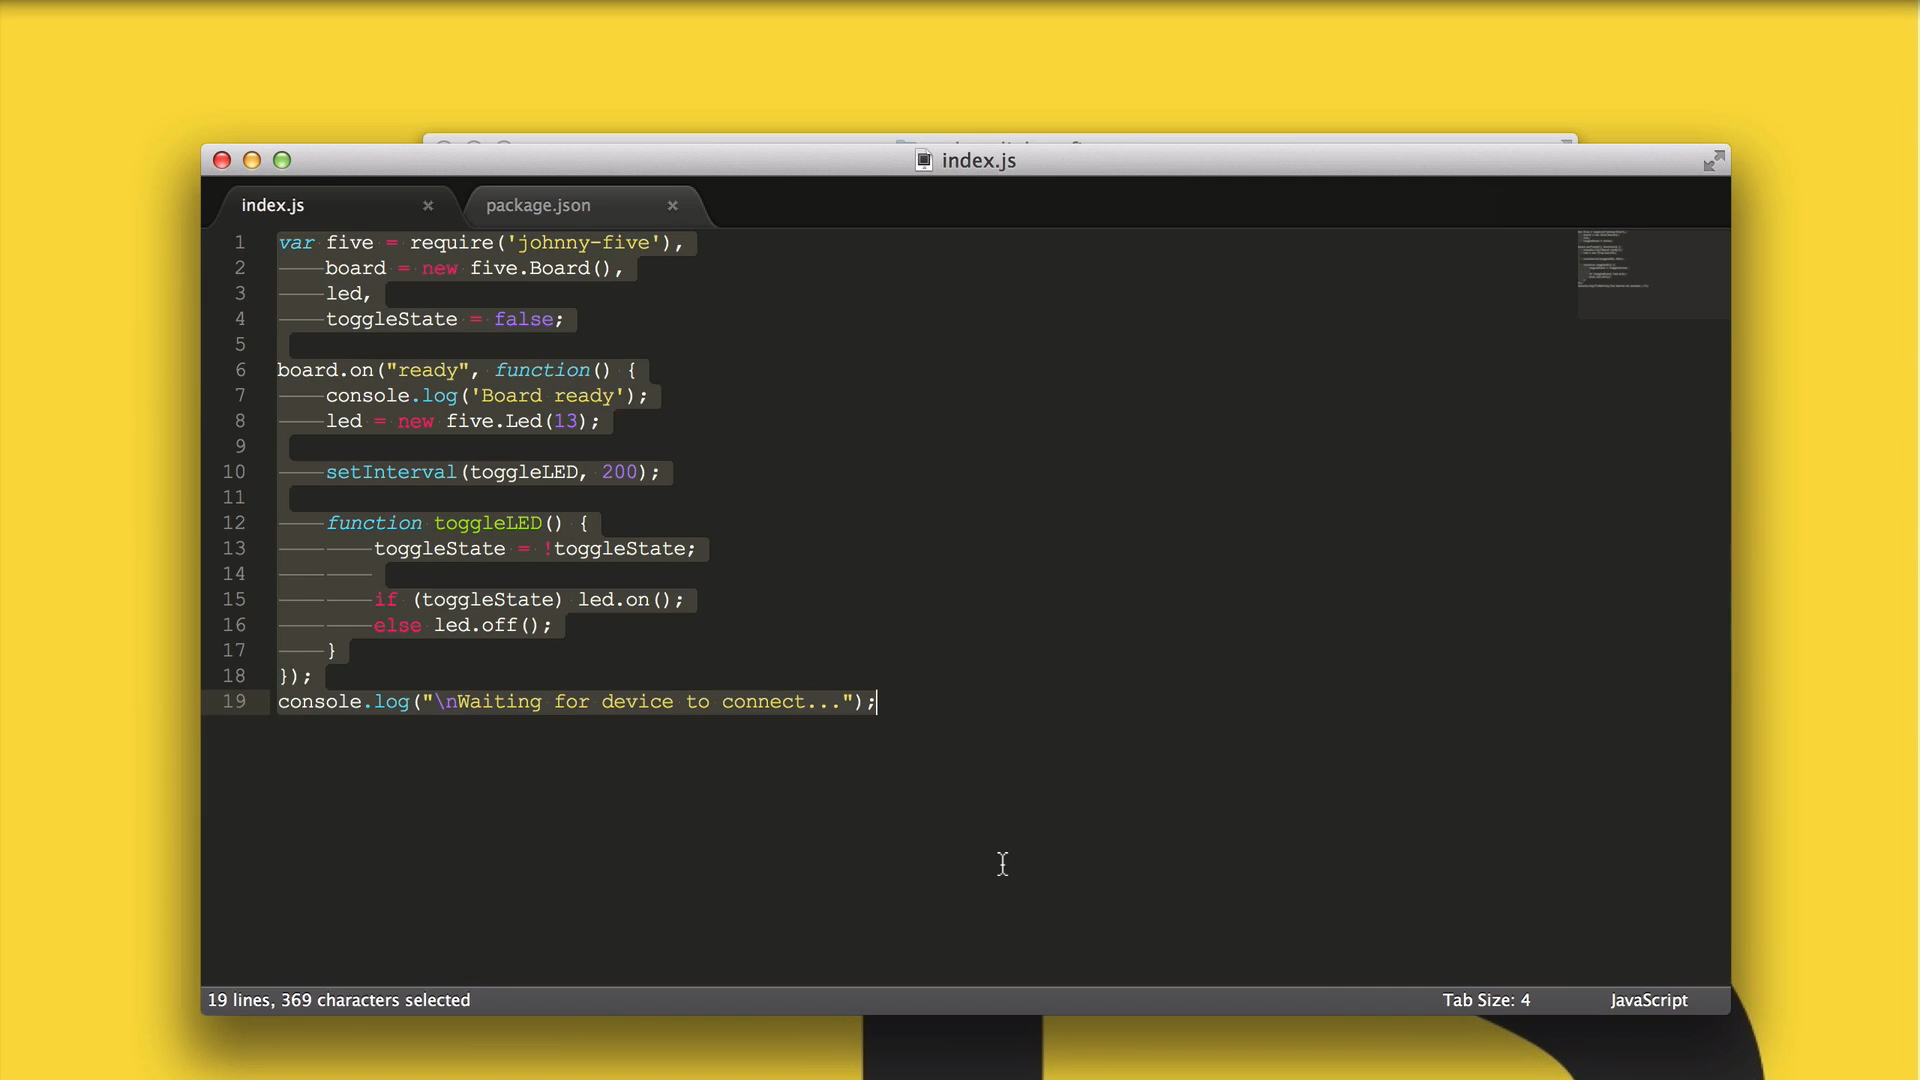 index.js
index.js × package.json ×
1 var five = require('johnny-five'),
2 board = new five.Board(),
3 led,
4 toggleState = false;
5
6 board.on("ready", function() {
7 console.log('Board ready');
8 led = new five.Led(13);
9
10 setInterval(toggleLED, 200);
11
12 function toggleLED() {
13 toggleState = !toggleState;
14
15 if (toggleState) led.on();
16 else led.off();
17 }
18 });
19 console.log("\nWaiting for device to connect...");
19 lines, 369 characters selected Tab Size: 4 JavaScript